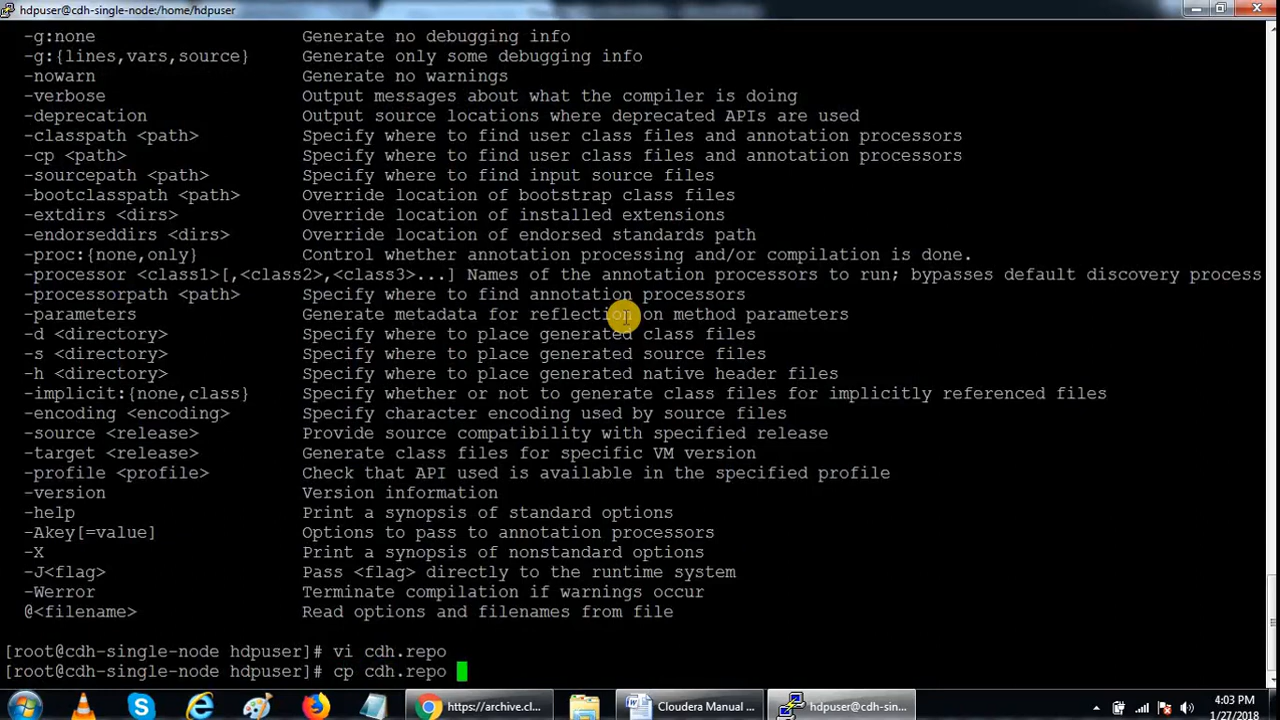 hdpuser@cdh-single-node:/home/hdpuser
-g:none Generate no debugging info
-g:{lines,vars,source} Generate only some debugging info
-nowarn Generate no warnings
-verbose Output messages about what the compiler is doing
-deprecation Output source locations where deprecated APIs are used
-classpath <path> Specify where to find user class files and annotation processors
-cp <path> Specify where to find user class files and annotation processors
-sourcepath <path> Specify where to find input source files
-bootclasspath <path> Override location of bootstrap class files
-extdirs <dirs> Override location of installed extensions
-endorseddirs <dirs> Override location of endorsed standards path
-proc:{none,only} Control whether annotation processing and/or compilation is done.
-processor <class1>[,<class2>,<class3>...] Names of the annotation processors to run; bypasses default discovery process
-processorpath <path> Specify where to find annotation processors
-parameters Generate metadata for reflection on method parameters
-d <directory> Specify where to place generated class files
-s <directory> Specify where to place generated source files
-h <directory> Specify where to place generated native header files
-implicit:{none,class} Specify whether or not to generate class files for implicitly referenced files
-encoding <encoding> Specify character encoding used by source files
-source <release> Provide source compatibility with specified release
-target <release> Generate class files for specific VM version
-profile <profile> Check that API used is available in the specified profile
-version Version information
-help Print a synopsis of standard options
-Akey[=value] Options to pass to annotation processors
-X Print a synopsis of nonstandard options
-J<flag> Pass <flag> directly to the runtime system
-Werror Terminate compilation if warnings occur
@<filename> Read options and filenames from file
[root@cdh-single-node hdpuser]# vi cdh.repo
[root@cdh-single-node hdpuser]# cp cdh.repo
https://archive.cl...
Cloudera Manual ...
hdpuser@cdh-sin...
4:03 PM
1/27/2018